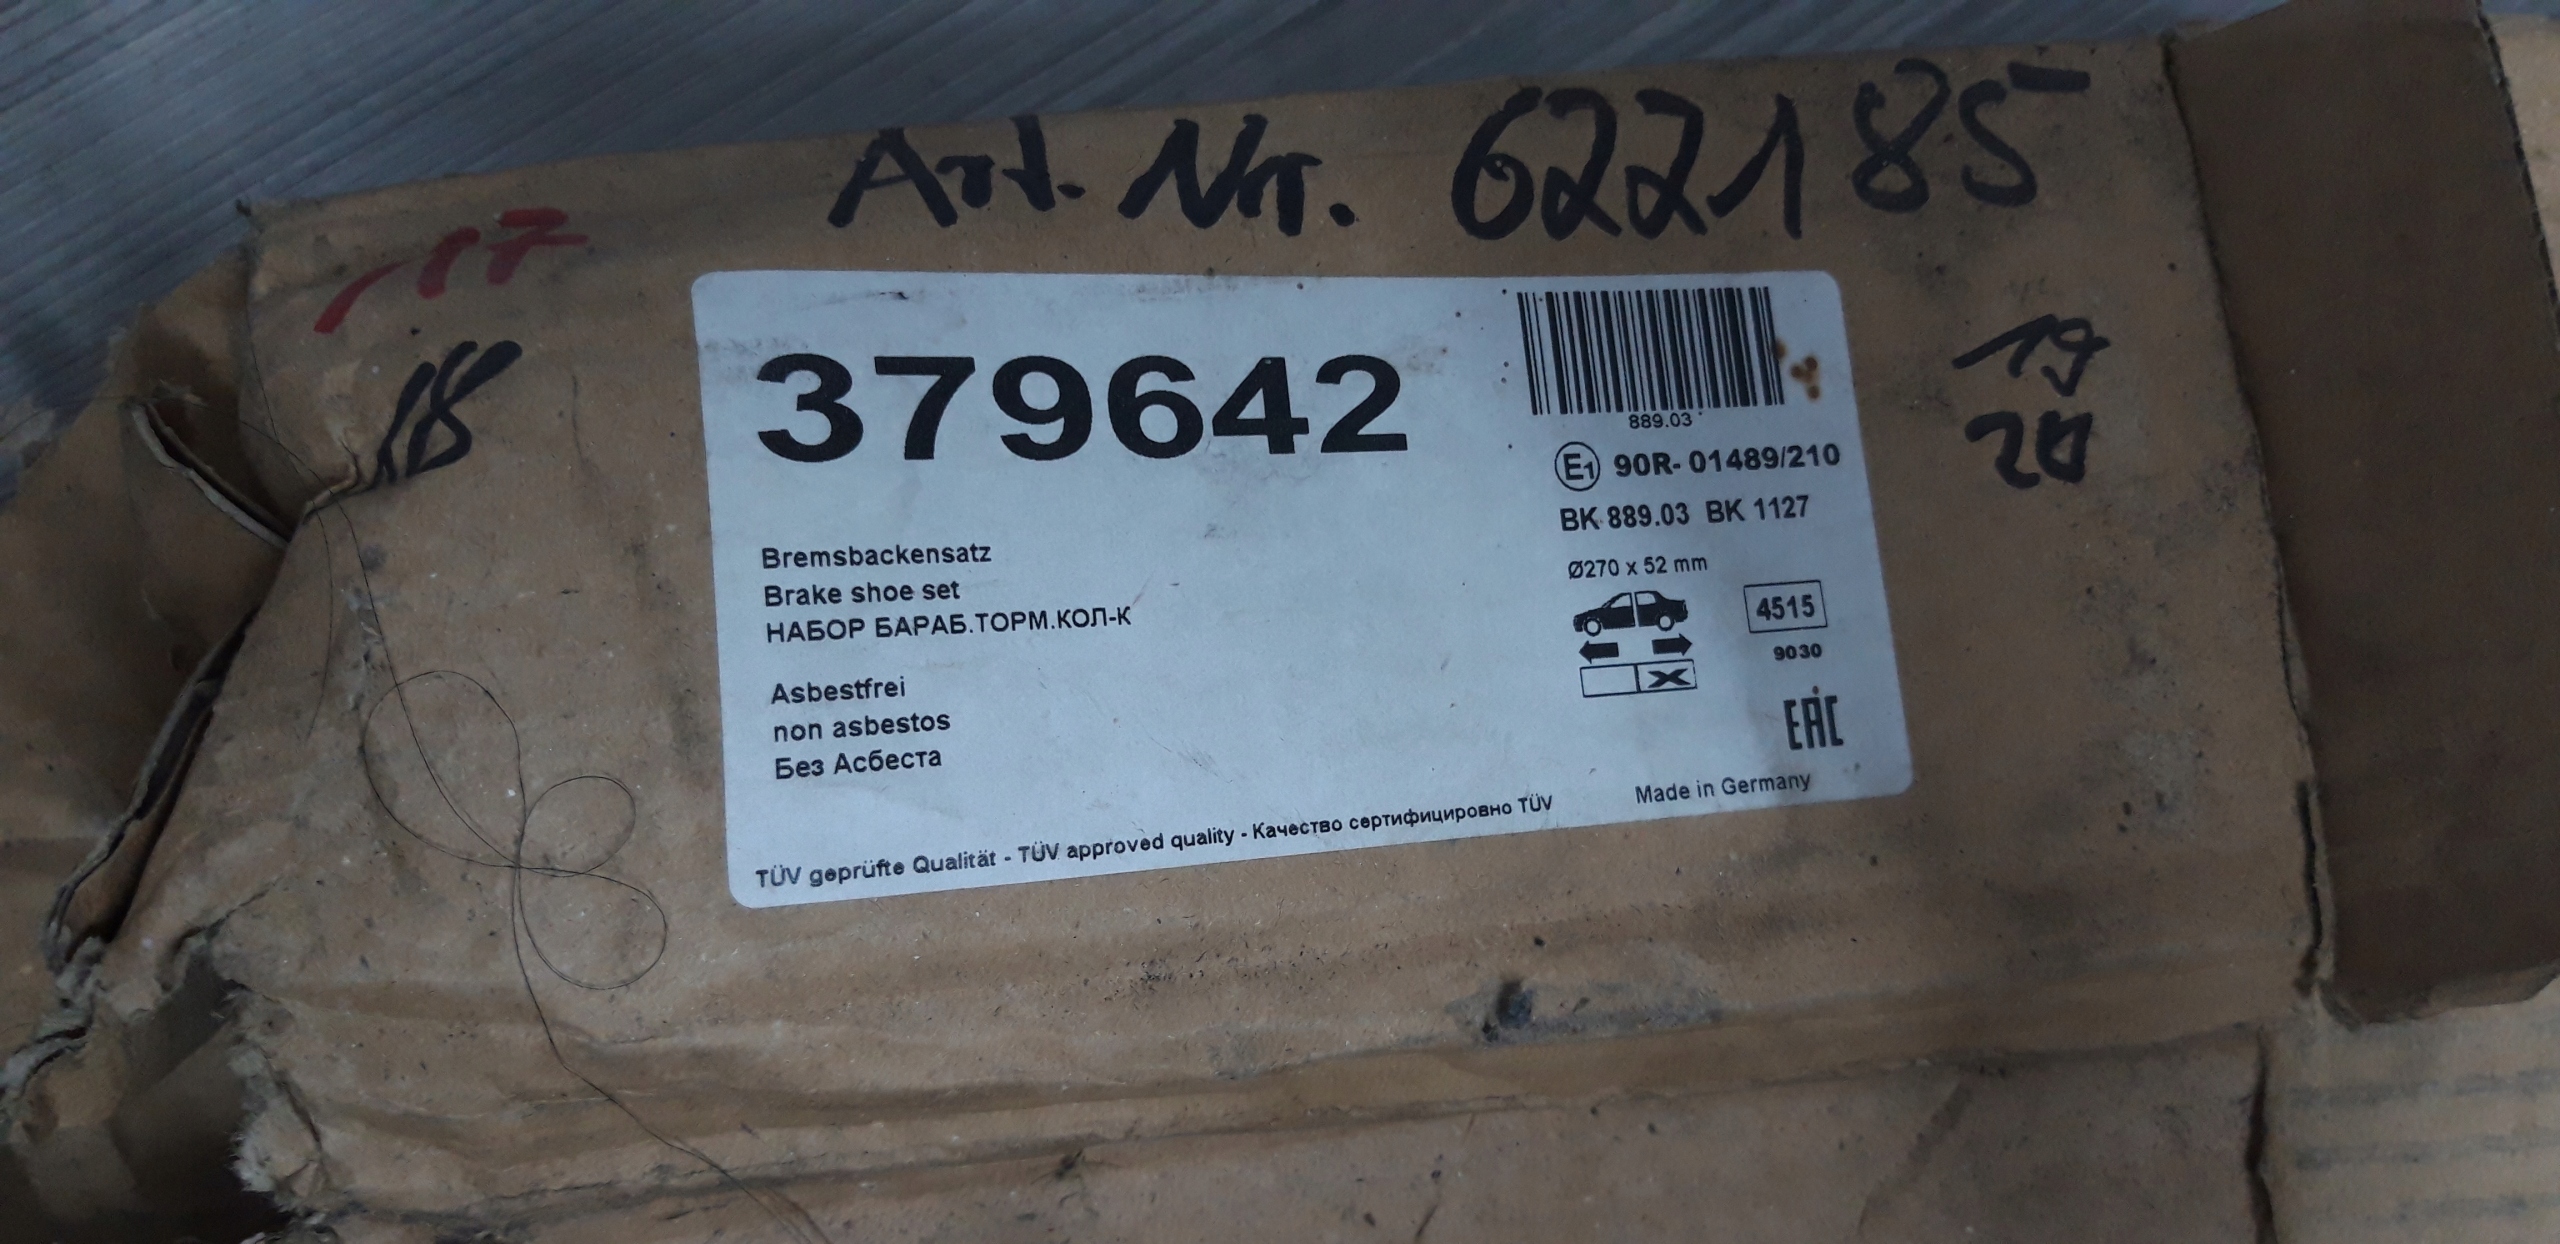 Art. Nr. 622185
17
18
19
20
379642
889.03
E1 90R- 01489/210
BK 889.03 BK 1127
Ø270 x 52 mm
Bremsbackensatz
Brake shoe set
НАБОР БАРАБ.ТОРМ.КОЛ-К
4515
9030
X
Asbestfrei
non asbestos
Без Асбеста
EAC
Made in Germany
TÜV geprüfte Qualität - TÜV approved quality - Качество сертифицировно TÜV